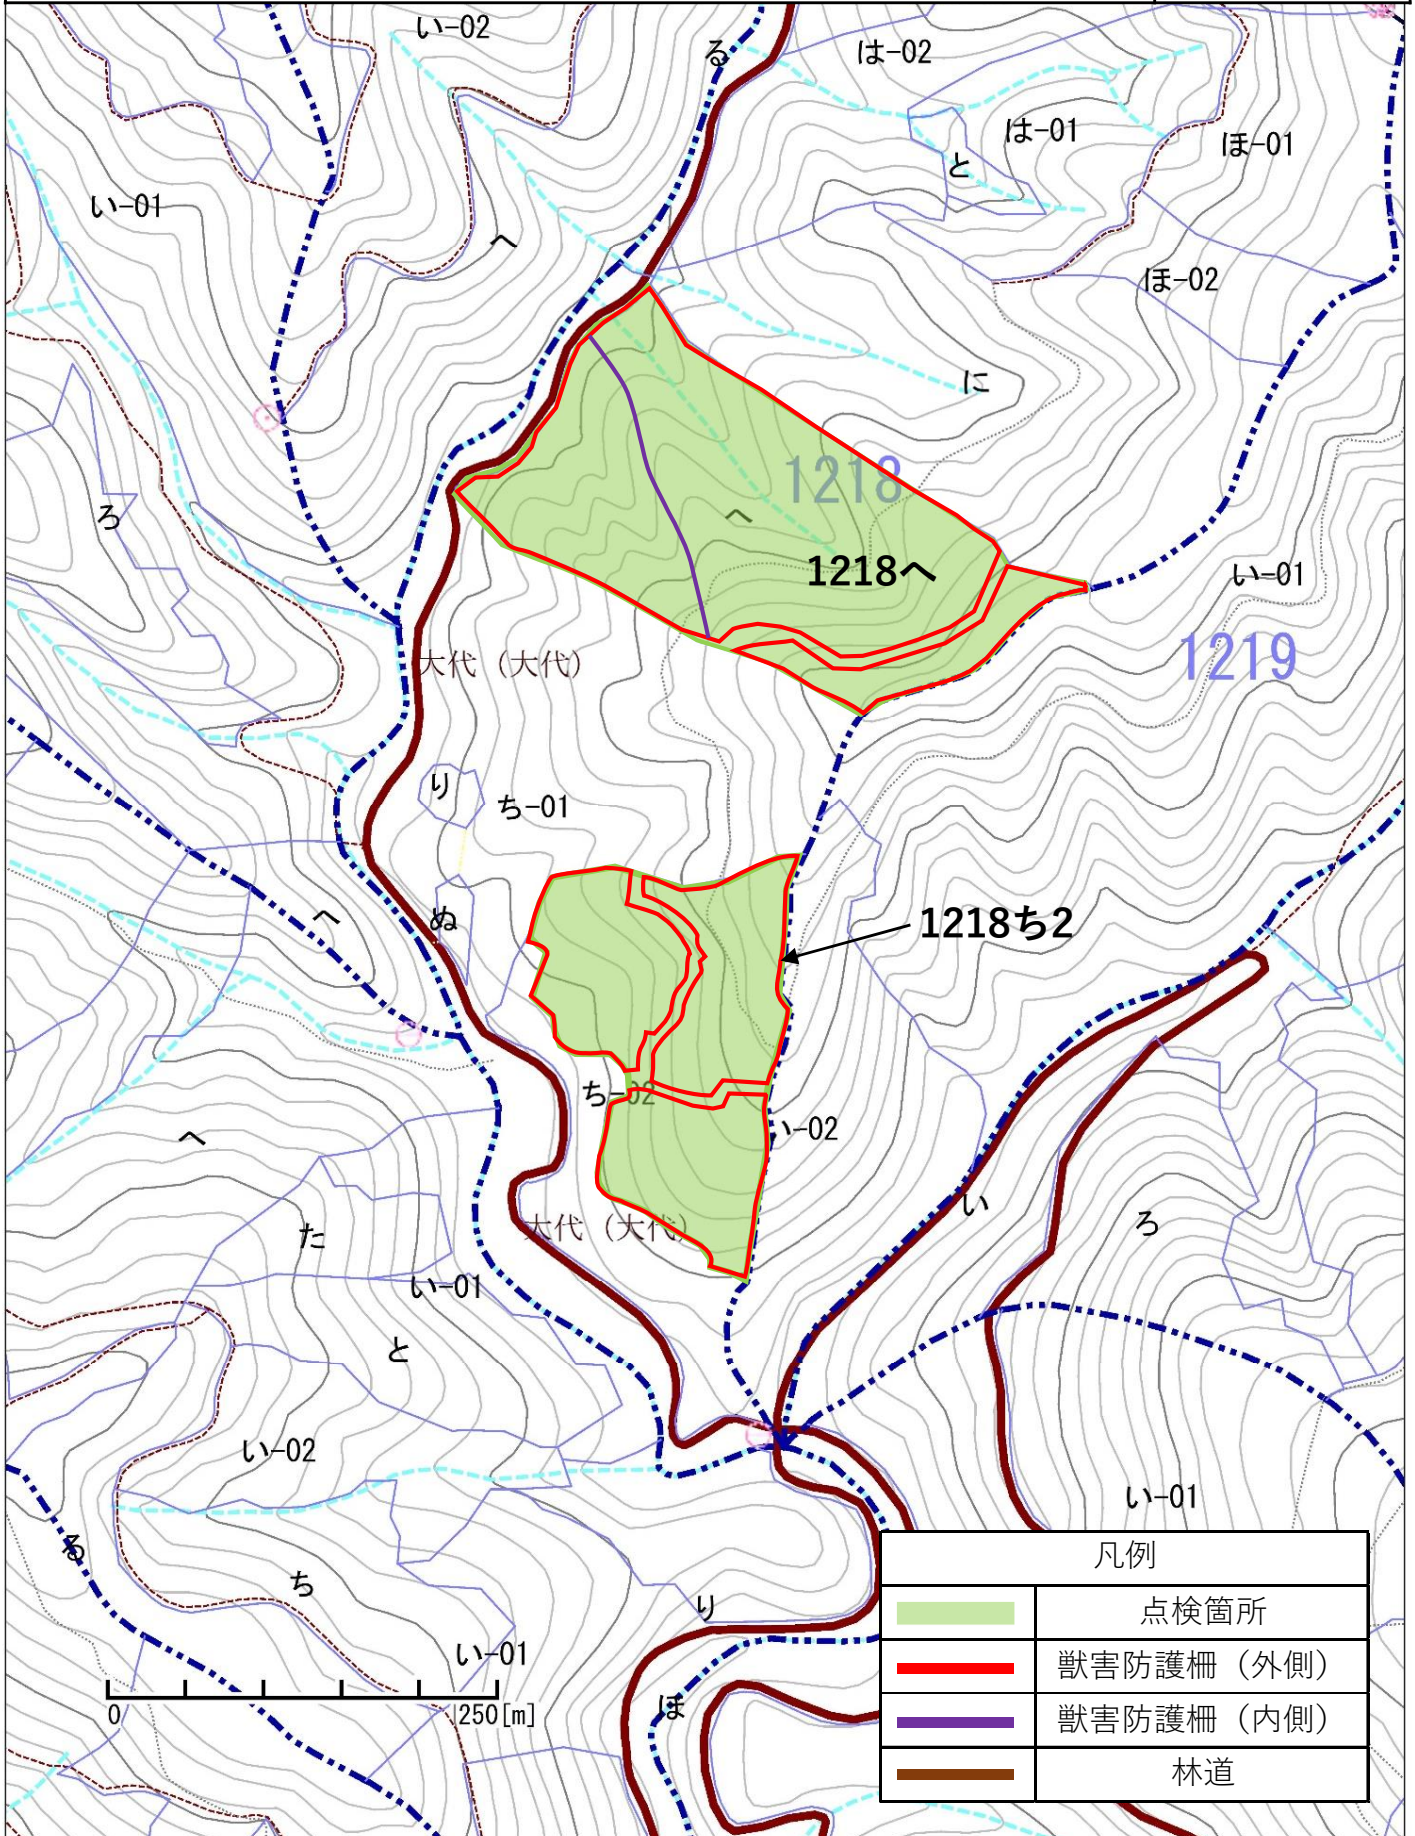 い-02
る
は-02
は-01
ほ-01
と
い-01
へ
ほ-02
に
1218
ろ
へ
1218へ
い-01
大代（大代）
1219
り
ち-01
へ
ぬ
1218ち2
ち-02
い-02
へ
い
ろ
た
大代（大代）
い-01
と
い-02
い-01
る
ち
り
い-01
ほ
0
250[m]
凡例
点検箇所
獣害防護柵（外側）
獣害防護柵（内側）
林道